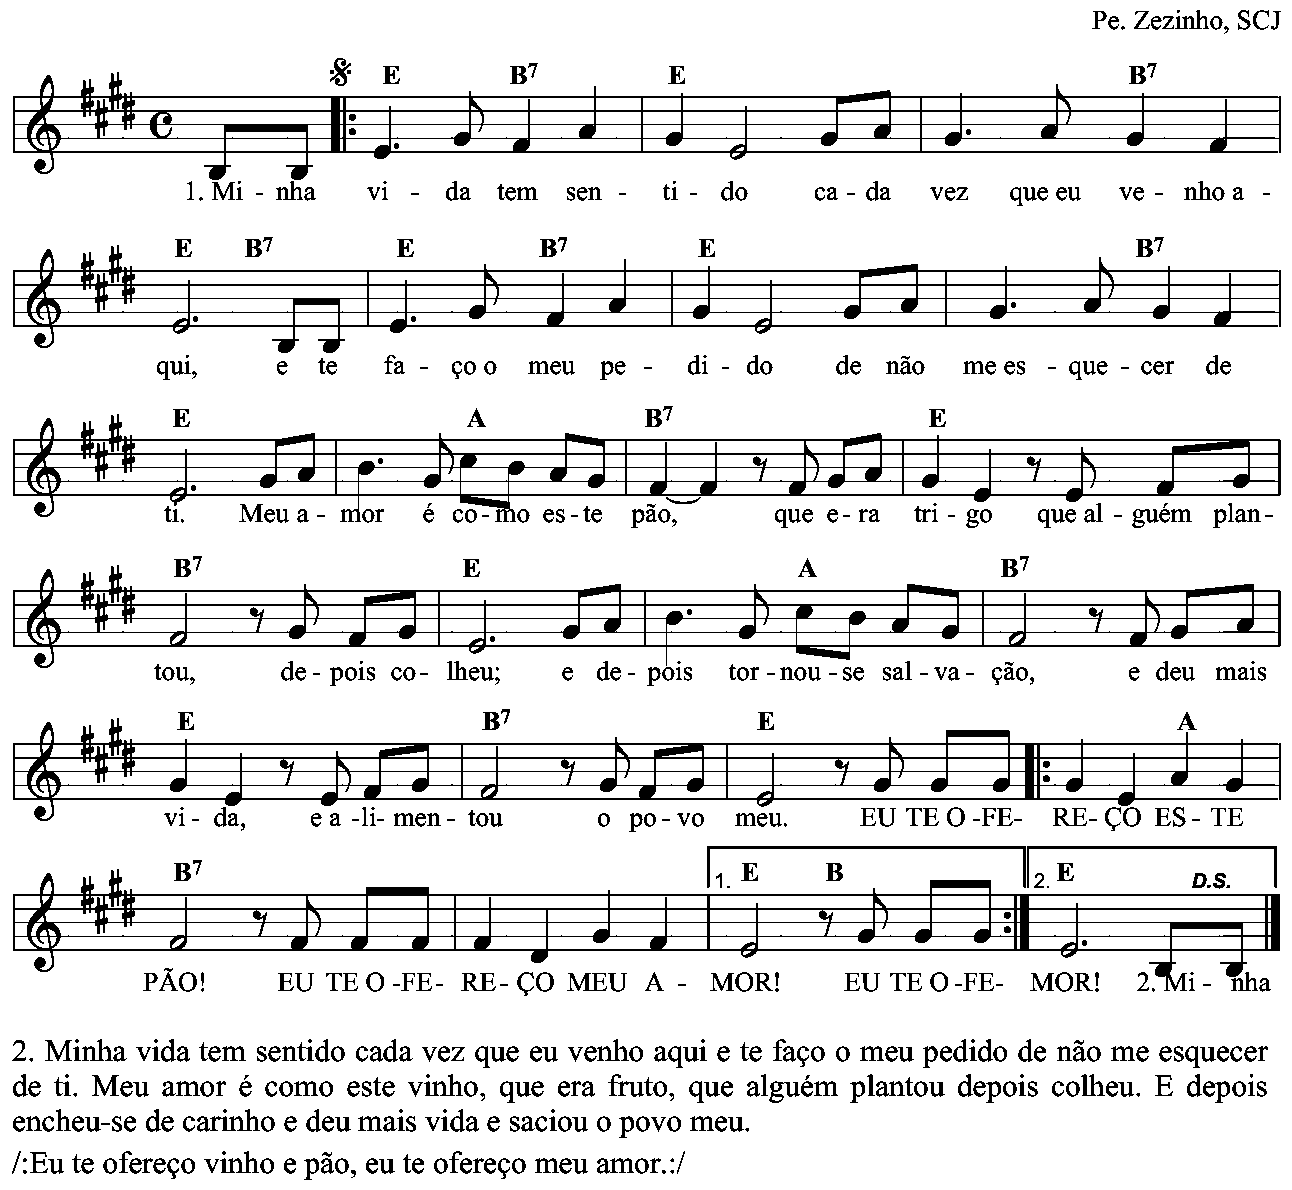 Pe. Zezinho, SCJ
E B7 E B7
1. Mi - nha vi - da tem sen - ti - do ca - da vez que eu ve - nho a -
E B7 E B7 E B7
qui, e te fa - ço o meu pe - di - do de não me es - que - cer de
E A B7 E
ti. Meu a - mor é co - mo es - te pão, que e - ra tri - go que al - guém plan -
B7 E A B7
tou, de - pois co - lheu; e de - pois tor - nou - se sal - va - ção, e deu mais
E B7 E A
vi - da, e a - li - men - tou o po - vo meu. EU TE O - FE - RE - ÇO ES - TE
B7 1. E B 2. E D.S.
PÃO! EU TE O - FE - RE - ÇO MEU A - MOR! EU TE O - FE - MOR! 2. Mi - nha
2. Minha vida tem sentido cada vez que eu venho aqui e te faço o meu pedido de não me esquecer
de ti. Meu amor é como este vinho, que era fruto, que alguém plantou depois colheu. E depois
encheu-se de carinho e deu mais vida e saciou o povo meu.
/:Eu te ofereço vinho e pão, eu te ofereço meu amor.:/